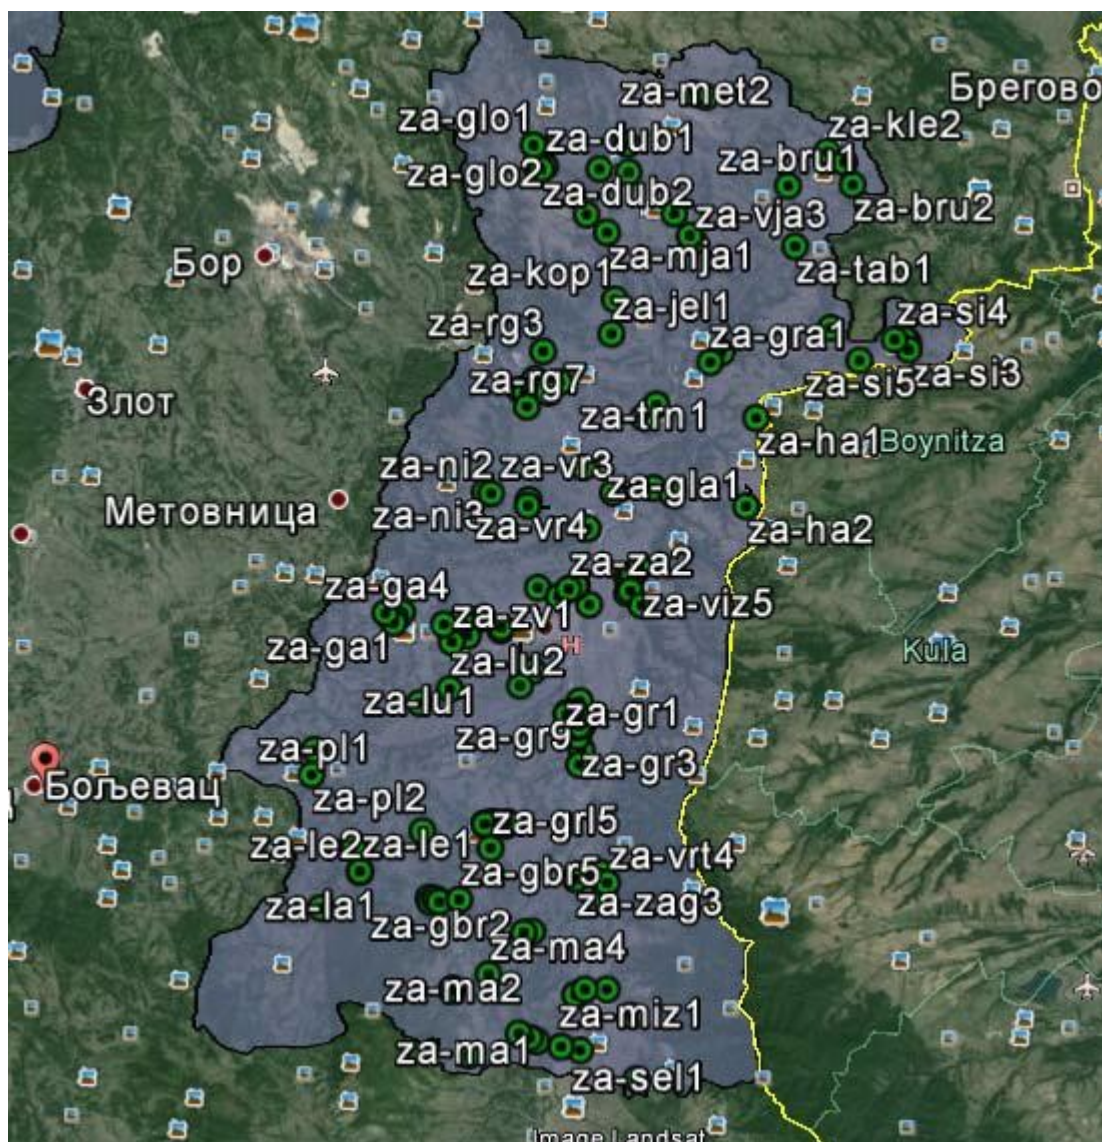 za-met2
Брегово
za-glo1
za-dub1
za-kle2
za-bru1
za-glo2
za-dub2
za-vja3
za-bru2
Бор
za-kop1
za-mja1
za-tab1
za-rg3
za-jel1
za-gra1
za-si4
za-rg7
za-si5
za-si3
Злот
za-trn1
za-ha1
Boynitza
za-ni2
za-vr3
za-gla1
Метовница
za-ni3
za-vr4
za-ha2
za-za2
za-ga4
za-zv1
za-viz5
za-ga1
H
za-lu2
Kula
za-lu1
za-gr1
za-pl1
za-gr9
za-gr3
Бољевац
za-pl2
za-grl5
za-le2
za-le1
za-vrt4
za-gbr5
za-la1
za-zag3
za-gbr2
za-ma4
za-ma2
za-miz1
za-ma1
za-sel1
Image Landsat